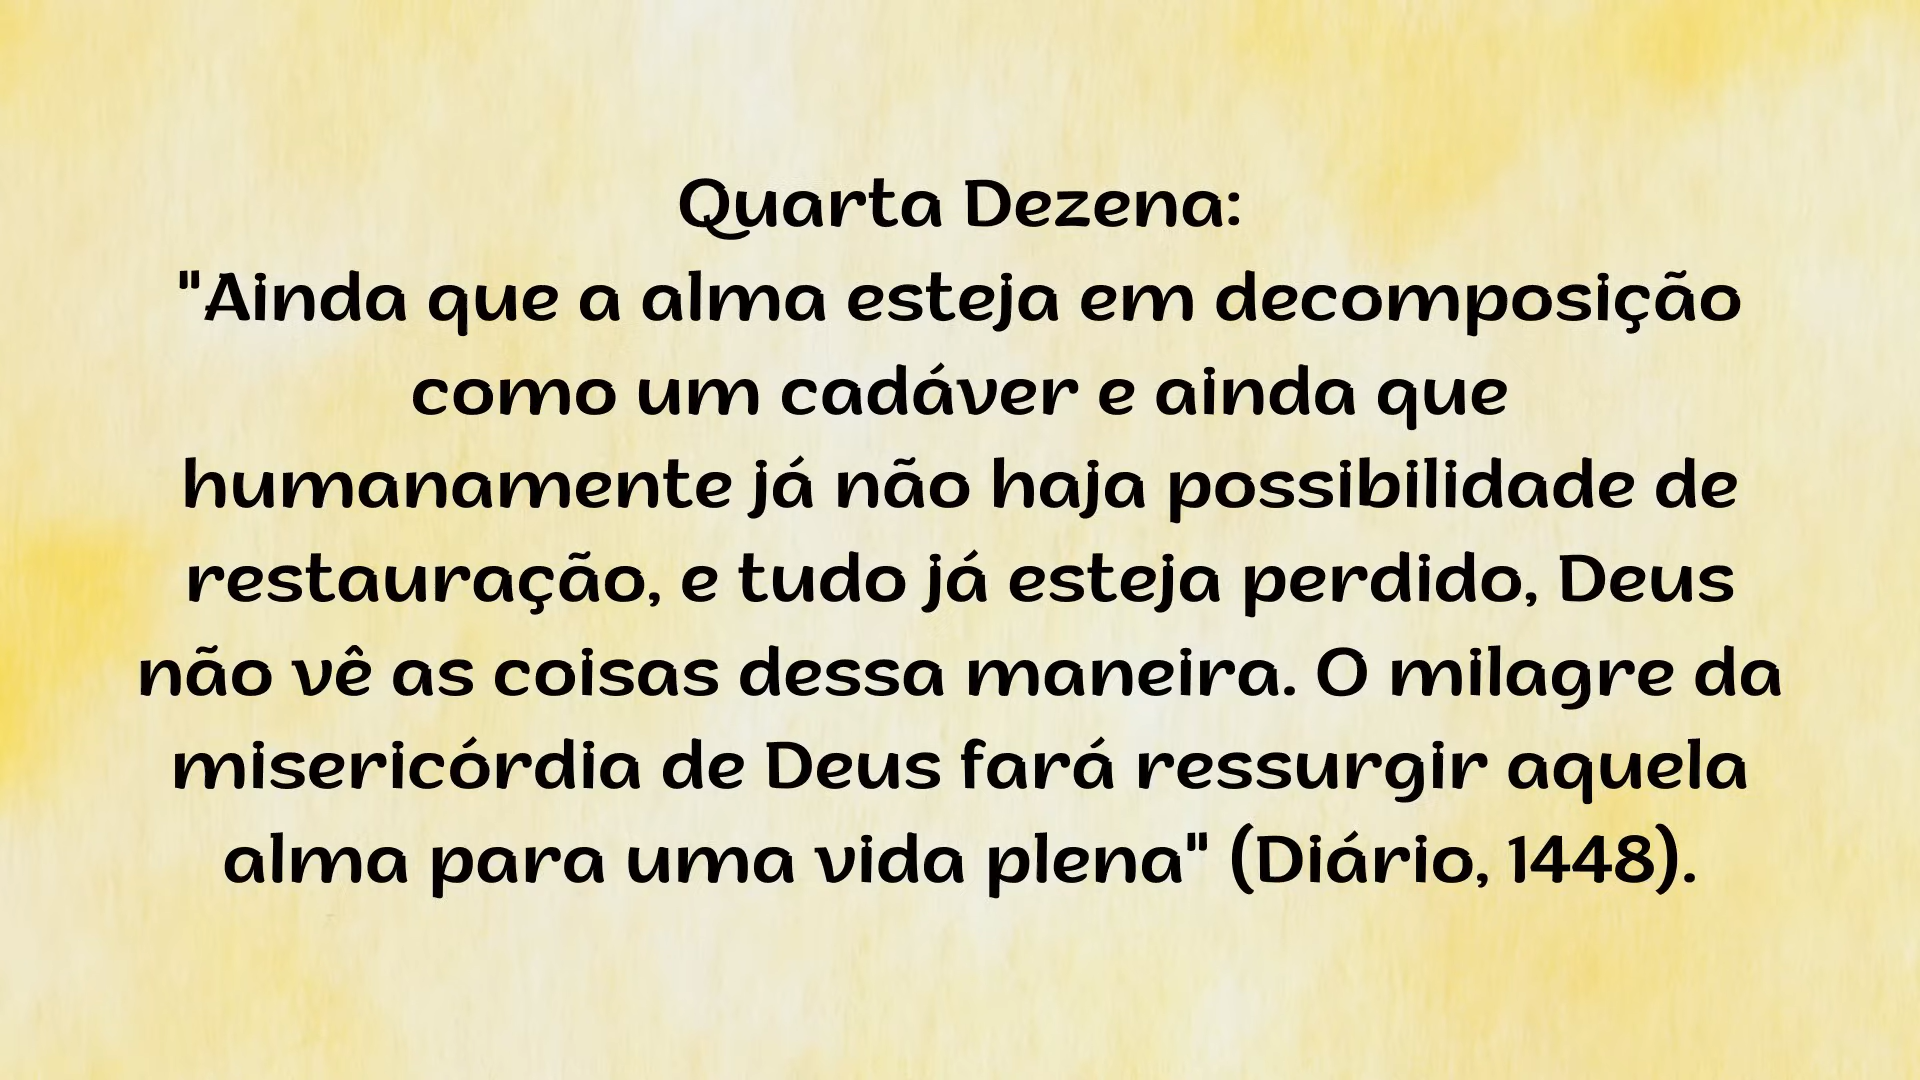 Quarta Dezena:
"Ainda que a alma esteja em decomposição
como um cadáver e ainda que
humanamente já não haja possibilidade de
restauração, e tudo já esteja perdido, Deus
não vê as coisas dessa maneira. O milagre da
misericórdia de Deus fará ressurgir aquela
alma para uma vida plena" (Diário, 1448).